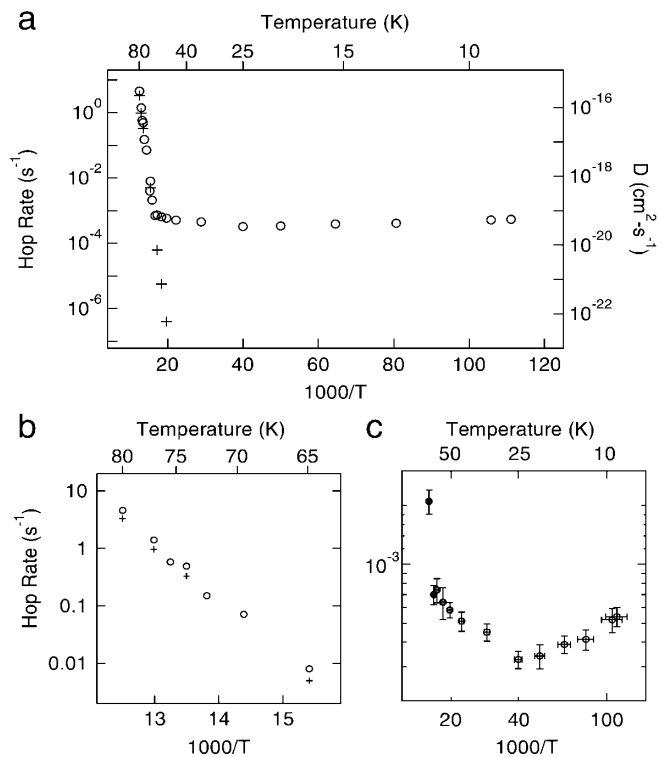 a
Temperature (K)
80 40 25 15 10
10^0
10^-2
10^-4
10^-6
Hop Rate (s^-1)
10^-16
10^-18
10^-20
10^-22
D (cm^2-s^-1)
20 40 60 80 100 120
1000/T
b
Temperature (K)
80 75 70 65
10
1
0.1
0.01
Hop Rate (s^-1)
13 14 15
1000/T
c
Temperature (K)
50 25 10
10^-3
20 40 100
1000/T